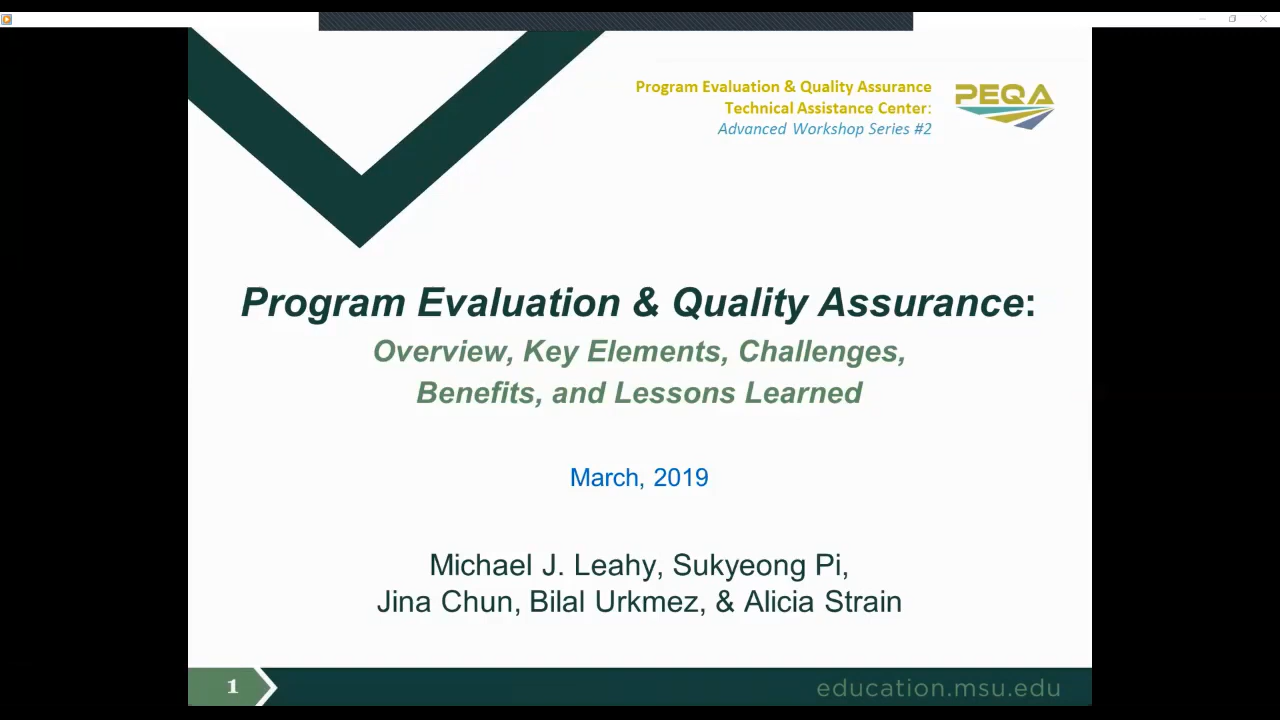 Program Evaluation & Quality Assurance
Technical Assistance Center:
Advanced Workshop Series #2
PEQA
Program Evaluation & Quality Assurance:
Overview, Key Elements, Challenges,
Benefits, and Lessons Learned
March, 2019
Michael J. Leahy, Sukyeong Pi,
Jina Chun, Bilal Urkmez, & Alicia Strain
1
education.msu.edu